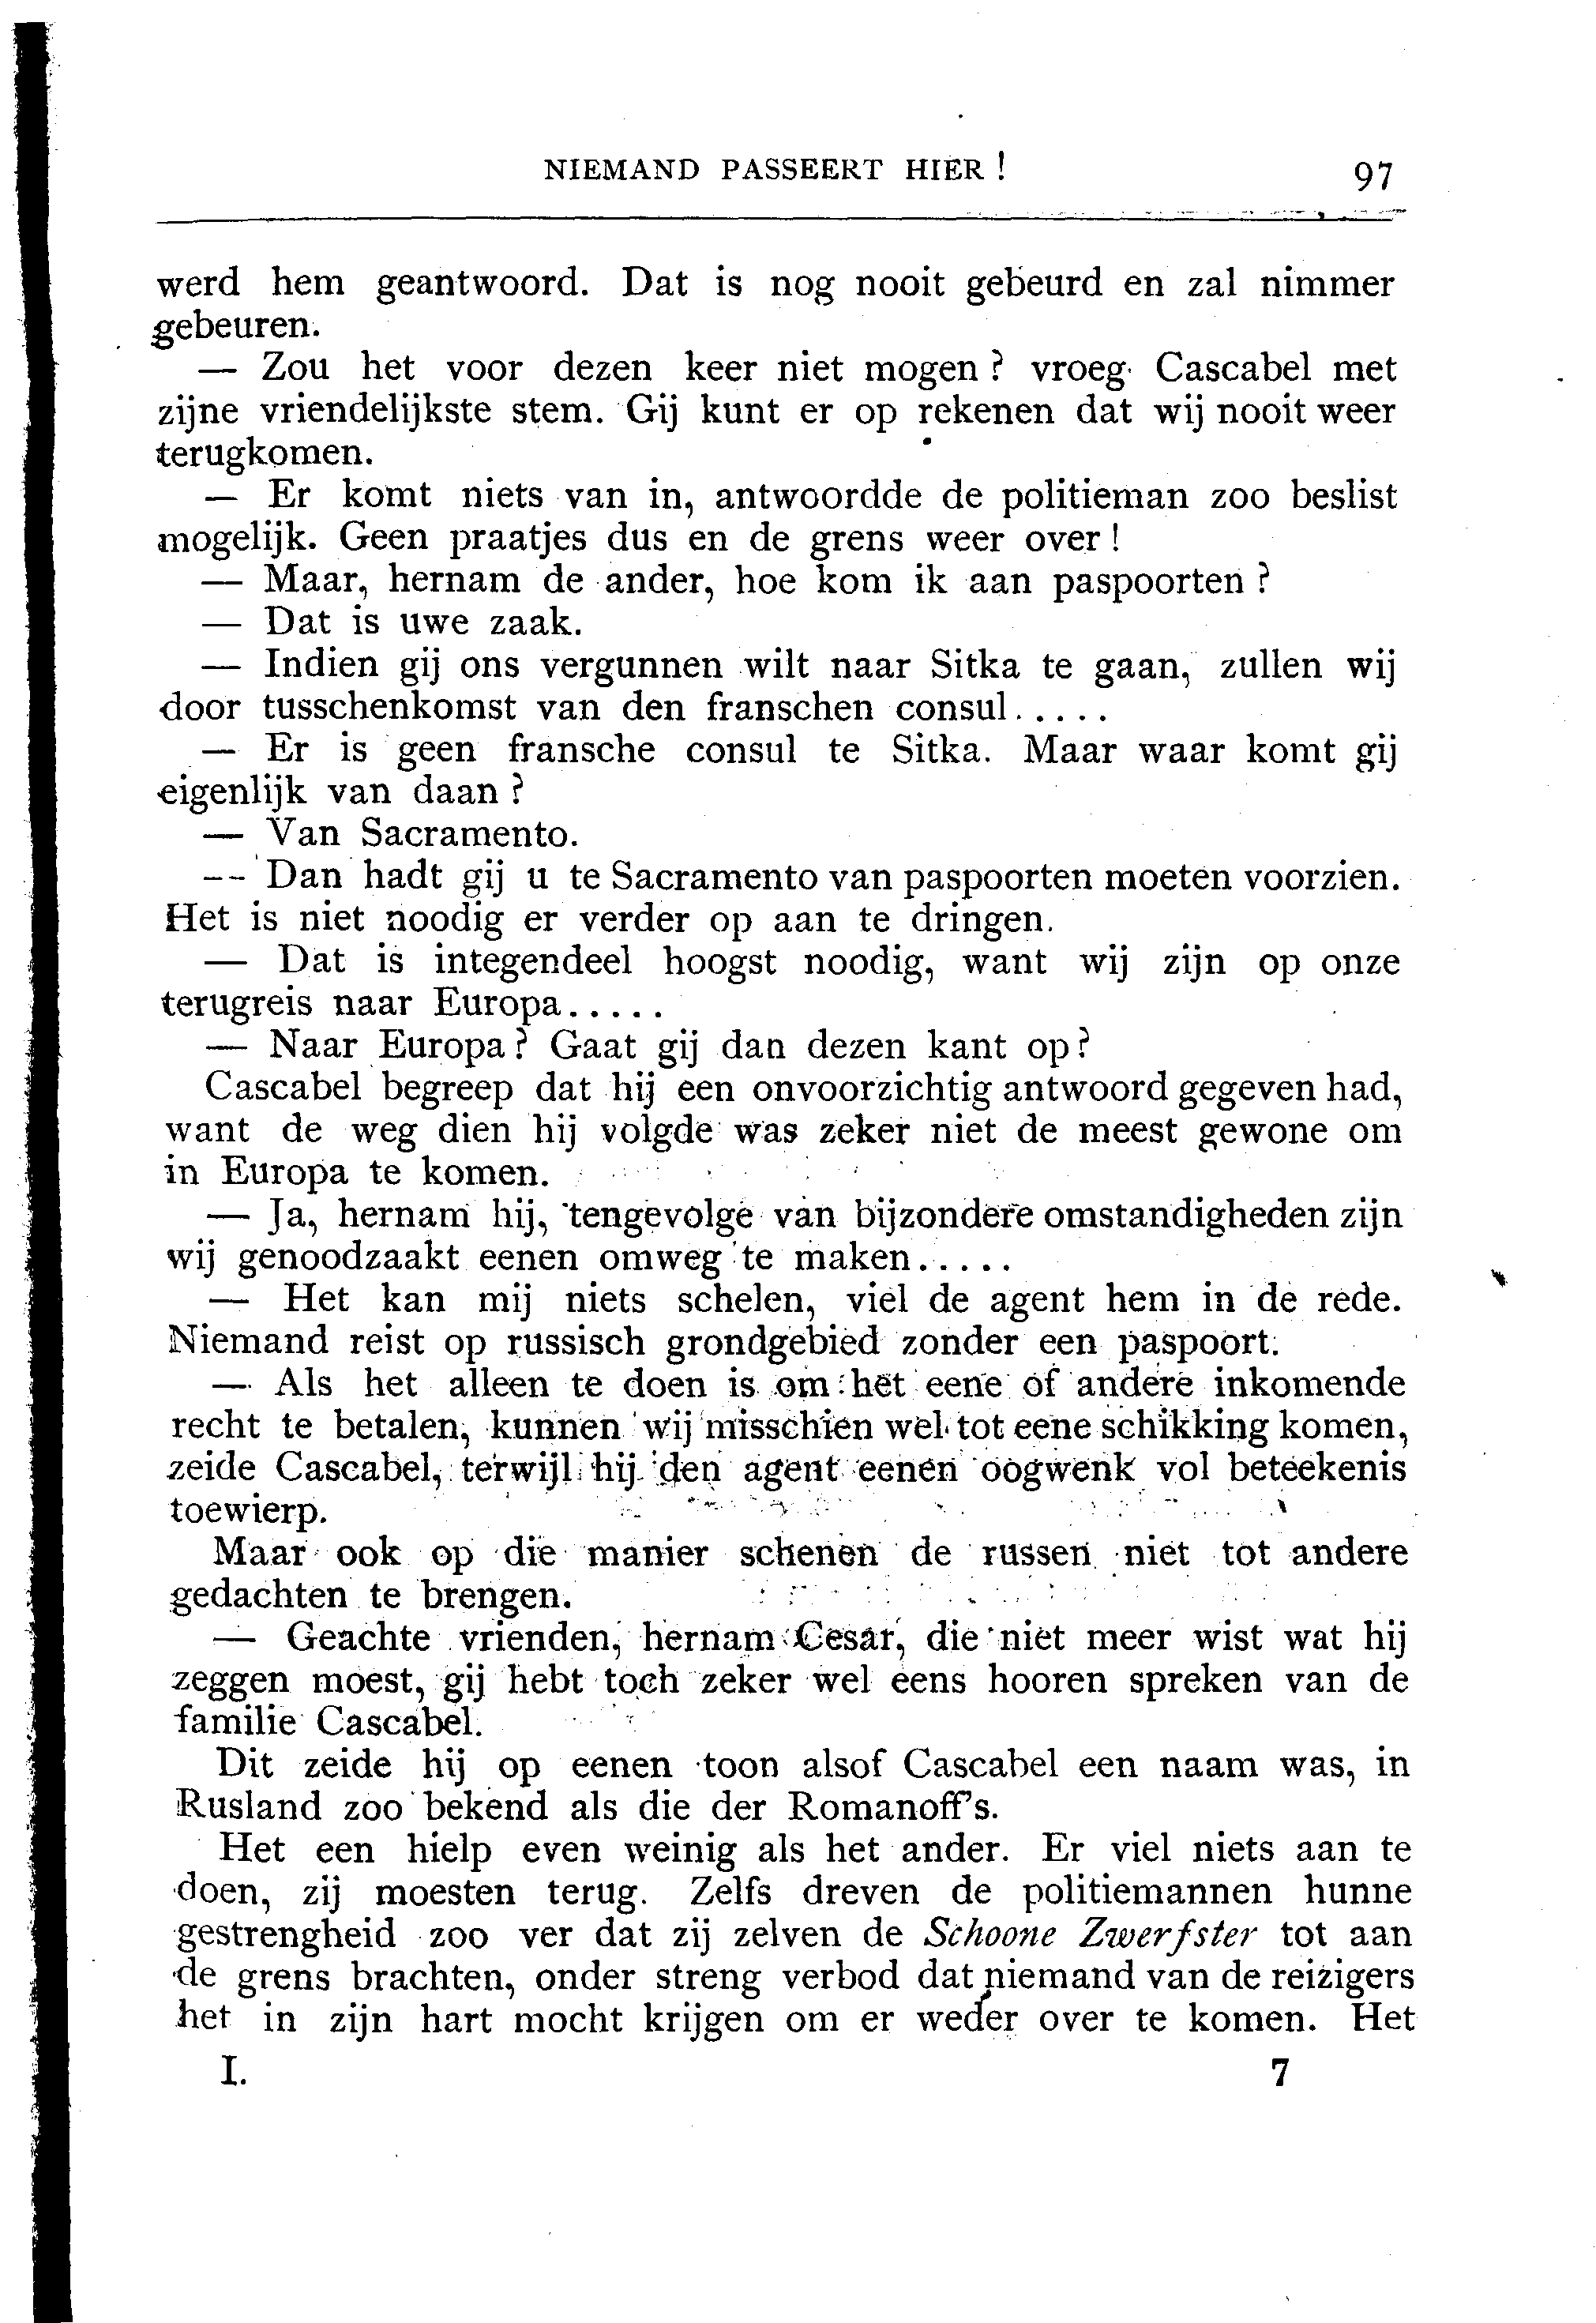 NIEMAND PASSEERT HIER ! 97
werd hem geantwoord. Dat is nog nooit gebeurd en zal nimmer
gebeuren.
— Zou het voor dezen keer niet mogen ? vroeg Cascabel met
zijne vriendelijkste stem. Gij kunt er op rekenen dat wij nooit weer
terugkomen.
— Er komt niets van in, antwoordde de politieman zoo beslist
mogelijk. Geen praatjes dus en de grens weer over !
— Maar, hernam de ander, hoe kom ik aan paspoorten ?
— Dat is uwe zaak.
— Indien gij ons vergunnen wilt naar Sitka te gaan, zullen wij
door tusschenkomst van den franschen consul.....
— Er is geen fransche consul te Sitka. Maar waar komt gij
eigenlijk van daan ?
— Van Sacramento.
— Dan hadt gij u te Sacramento van paspoorten moeten voorzien.
Het is niet noodig er verder op aan te dringen.
— Dat is integendeel hoogst noodig, want wij zijn op onze
terugreis naar Europa.....
— Naar Europa ? Gaat gij dan dezen kant op ?
Cascabel begreep dat hij een onvoorzichtig antwoord gegeven had,
want de weg dien hij volgde was zeker niet de meest gewone om
in Europa te komen.
— Ja, hernam hij, tengevolge van bijzondere omstandigheden zijn
wij genoodzaakt eenen omweg te maken.....
— Het kan mij niets schelen, viel de agent hem in de rede.
Niemand reist op russisch grondgebied zonder een paspoort.
— Als het alleen te doen is om het eene of andere inkomende
recht te betalen, kunnen wij misschien wel tot eene schikking komen,
zeide Cascabel, terwijl hij den agent eenen oogwenk vol beteekenis
toewierp.
Maar ook op die manier schenen de russen niet tot andere
gedachten te brengen.
— Geachte vrienden, hernam Cesar, die niet meer wist wat hij
zeggen moest, gij hebt toch zeker wel eens hooren spreken van de
familie Cascabel.
Dit zeide hij op eenen toon alsof Cascabel een naam was, in
Rusland zoo bekend als die der Romanoff's.
Het een hielp even weinig als het ander. Er viel niets aan te
doen, zij moesten terug. Zelfs dreven de politiemannen hunne
gestrengheid zoo ver dat zij zelven de Schoone Zwerfster tot aan
de grens brachten, onder streng verbod dat niemand van de reizigers
het in zijn hart mocht krijgen om er weder over te komen. Het
I. 7